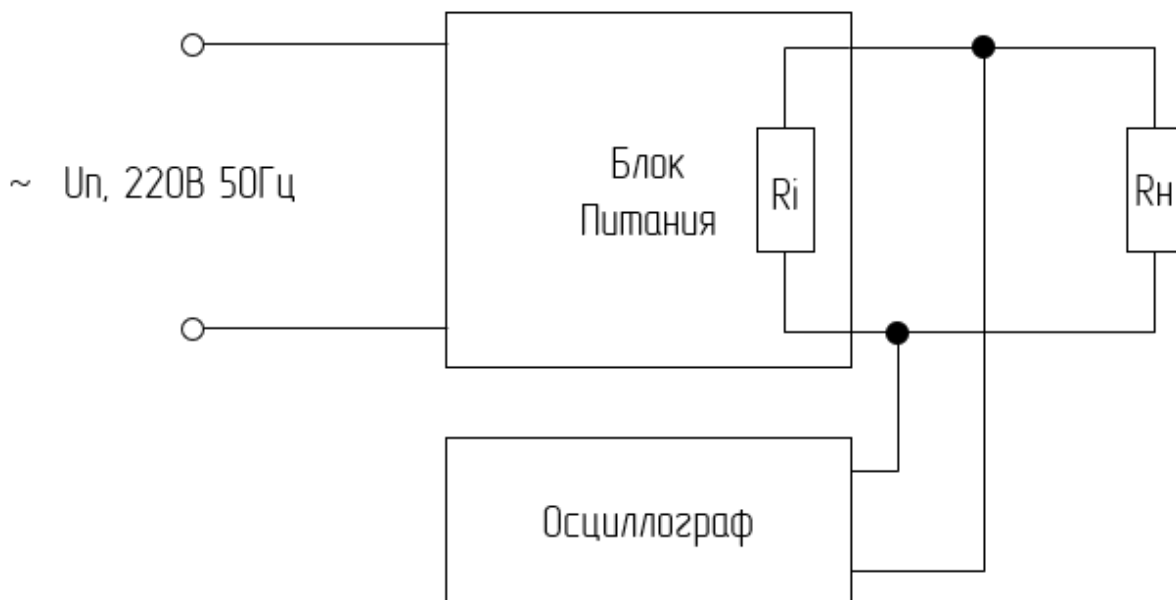 ~ Uп, 220В 50Гц
Блок
Питания
Ri
Rн
Осциллограф